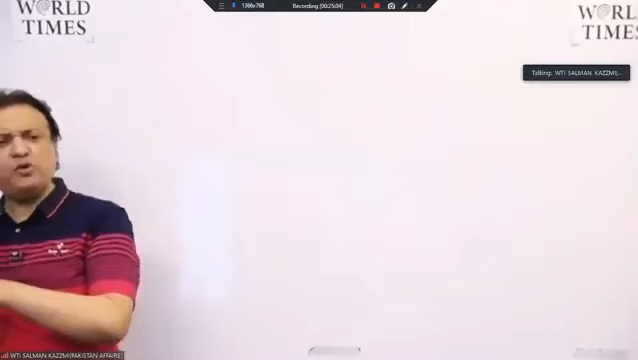 WORLD
TIMES
1366x768
Recording [00:25:04]
WORLD
TIMES
Talking: WTI SALMAN KAZZMI(...
WTI SALMAN KAZZMI(PAKISTAN AFFAIRS)